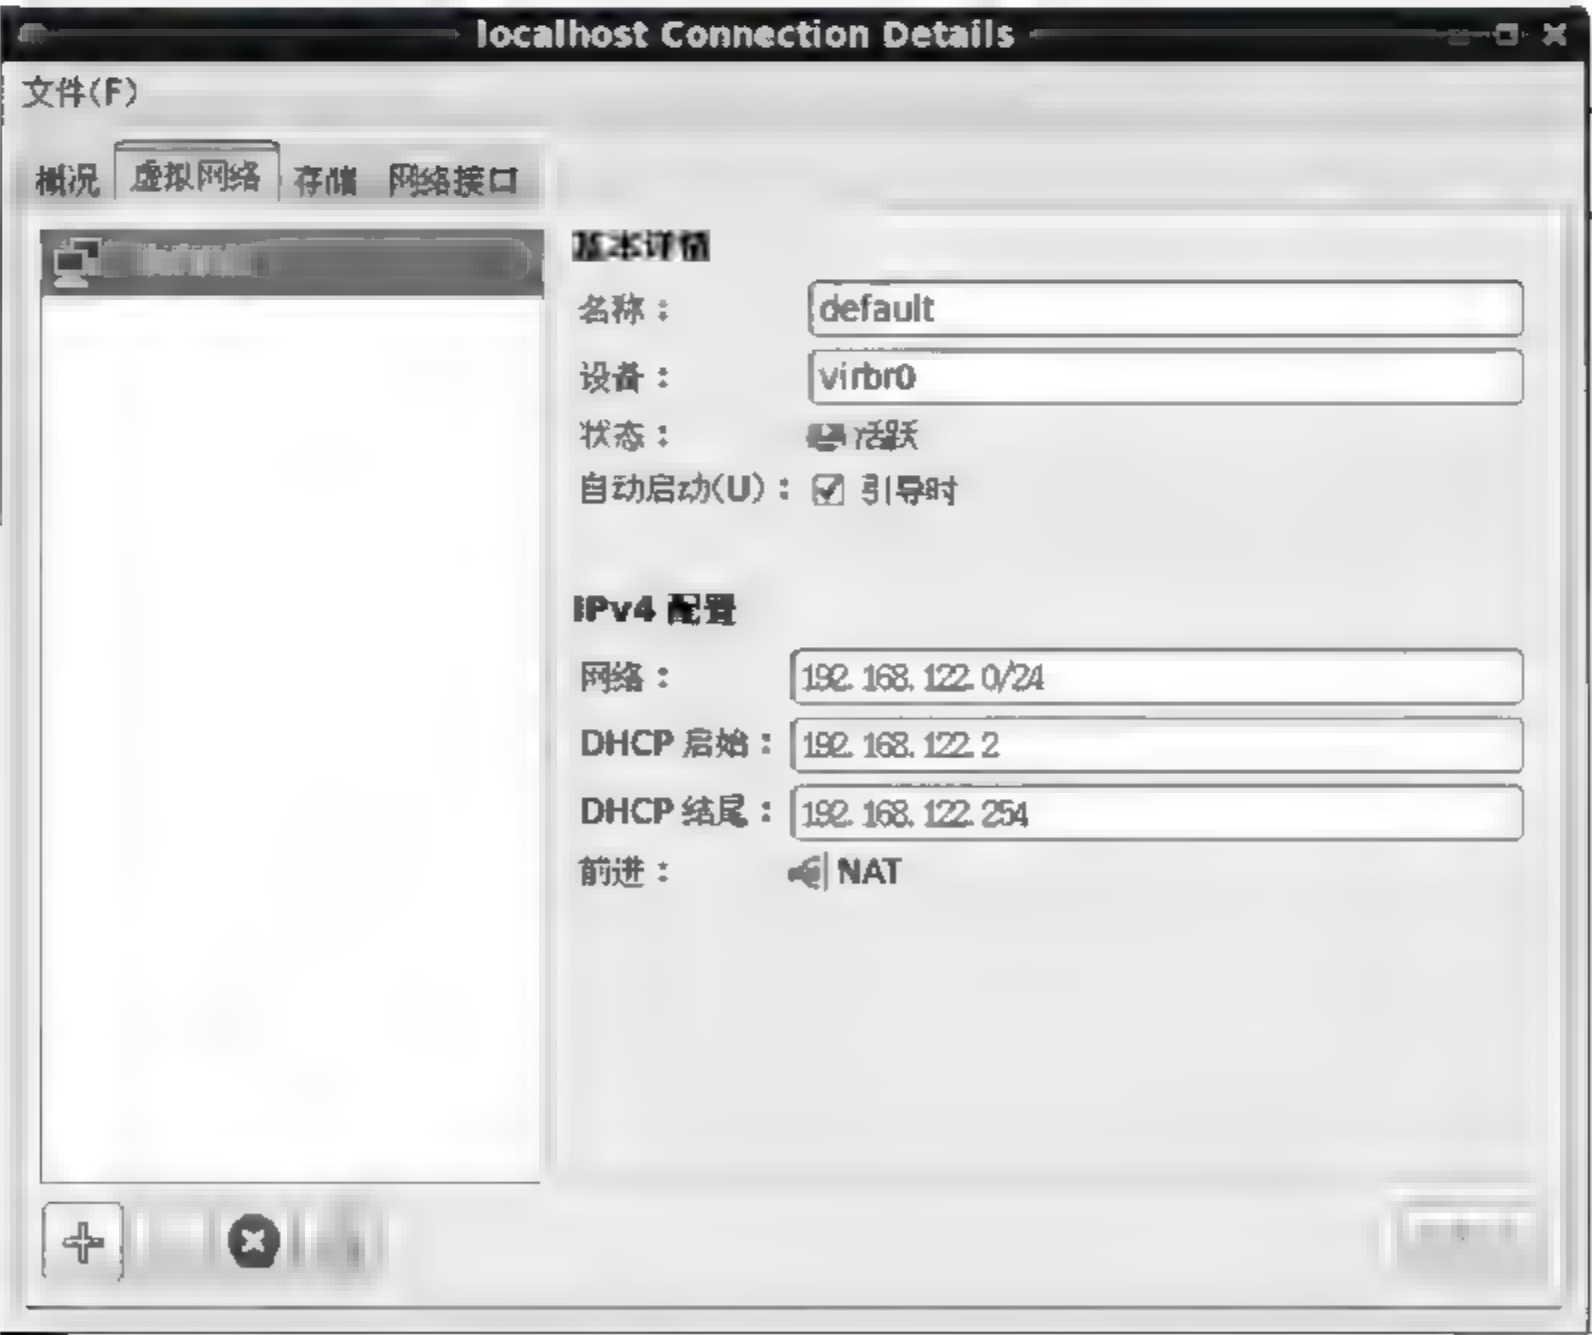 localhost Connection Details
文件(F)
概况 虚拟网络 存储 网络接口
基本详情
名称： default
设备： virbr0
状态： 活跃
自动启动(U)： 引导时
IPv4 配置
网络： 192.168.122.0/24
DHCP 启始： 192.168.122.2
DHCP 结尾： 192.168.122.254
前进： NAT